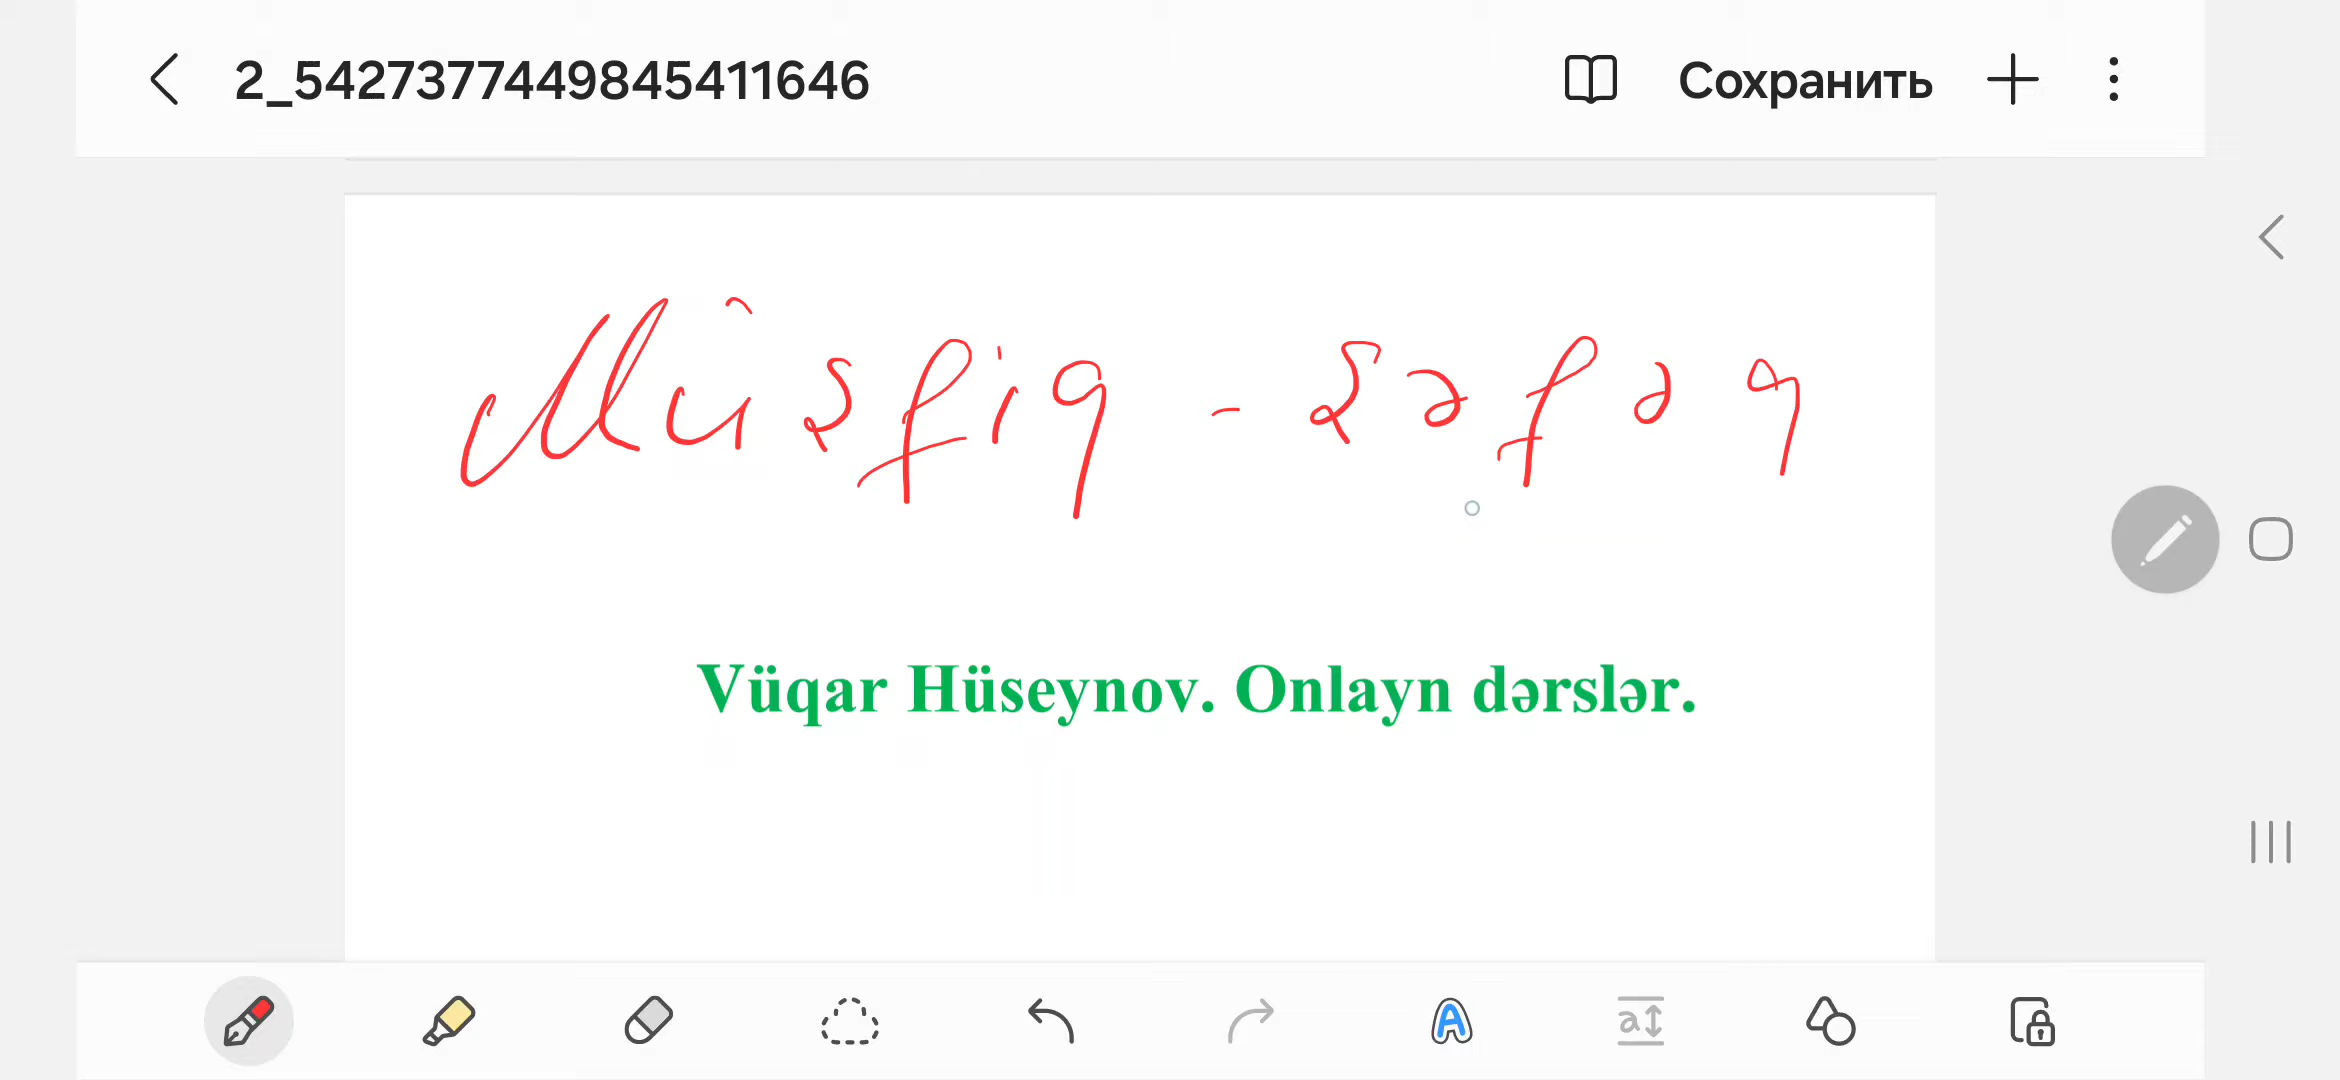 2_5427377449845411646 Сохранить
Müşfiq - Şəfəq
Vüqar Hüseynov. Onlayn dərslər.